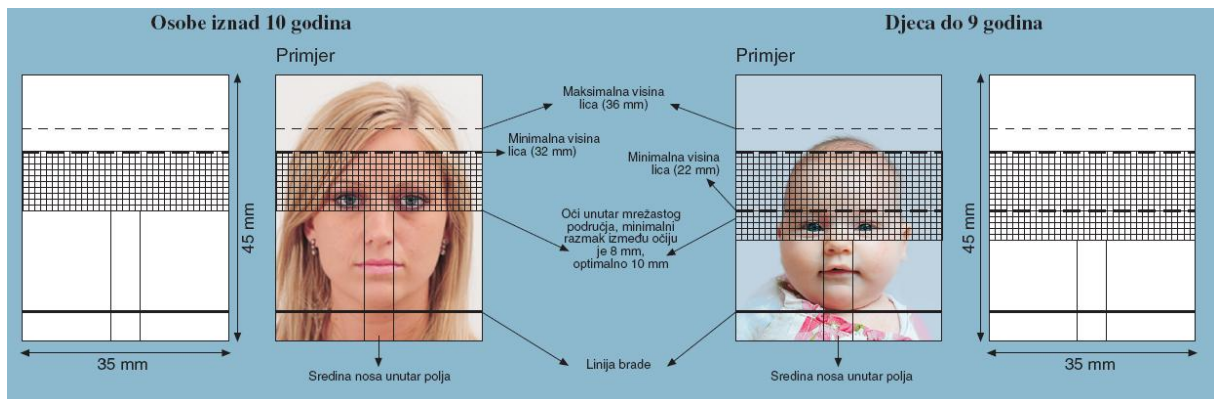 Osobe iznad 10 godina
Djeca do 9 godina
Primjer
Primjer
45 mm
35 mm
Maksimalna visina
lica (36 mm)
Minimalna visina
lica (32 mm)
Minimalna visina
lica (22 mm)
Oči unutar mrežastog
područja, minimalni
razmak između očiju
je 8 mm,
optimalno 10 mm
Linija brade
Sredina nosa unutar polja
Sredina nosa unutar polja
45 mm
35 mm